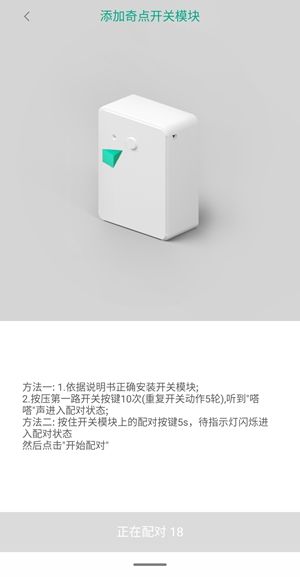 添加奇点开关模块
方法一: 1.依据说明书正确安装开关模块;
2.按压第一路开关按键10次(重复开关动作5轮),听到"嗒
嗒"声进入配对状态;
方法二: 按住开关模块上的配对按键5s，待指示灯闪烁进
入配对状态
然后点击"开始配对"
正在配对 18